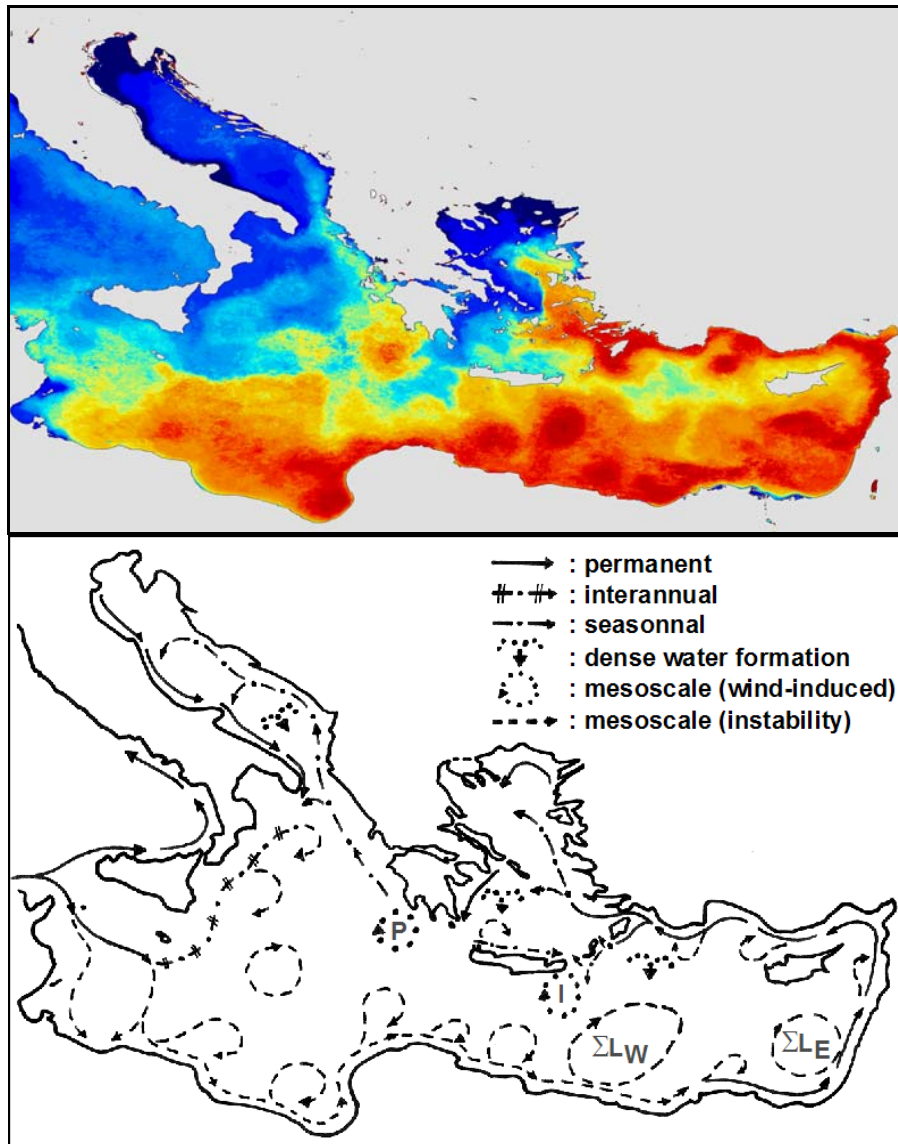 : permanent
: interannual
: seasonnal
: dense water formation
: mesoscale (wind-induced)
: mesoscale (instability)
P
I
ΣLW
ΣLE